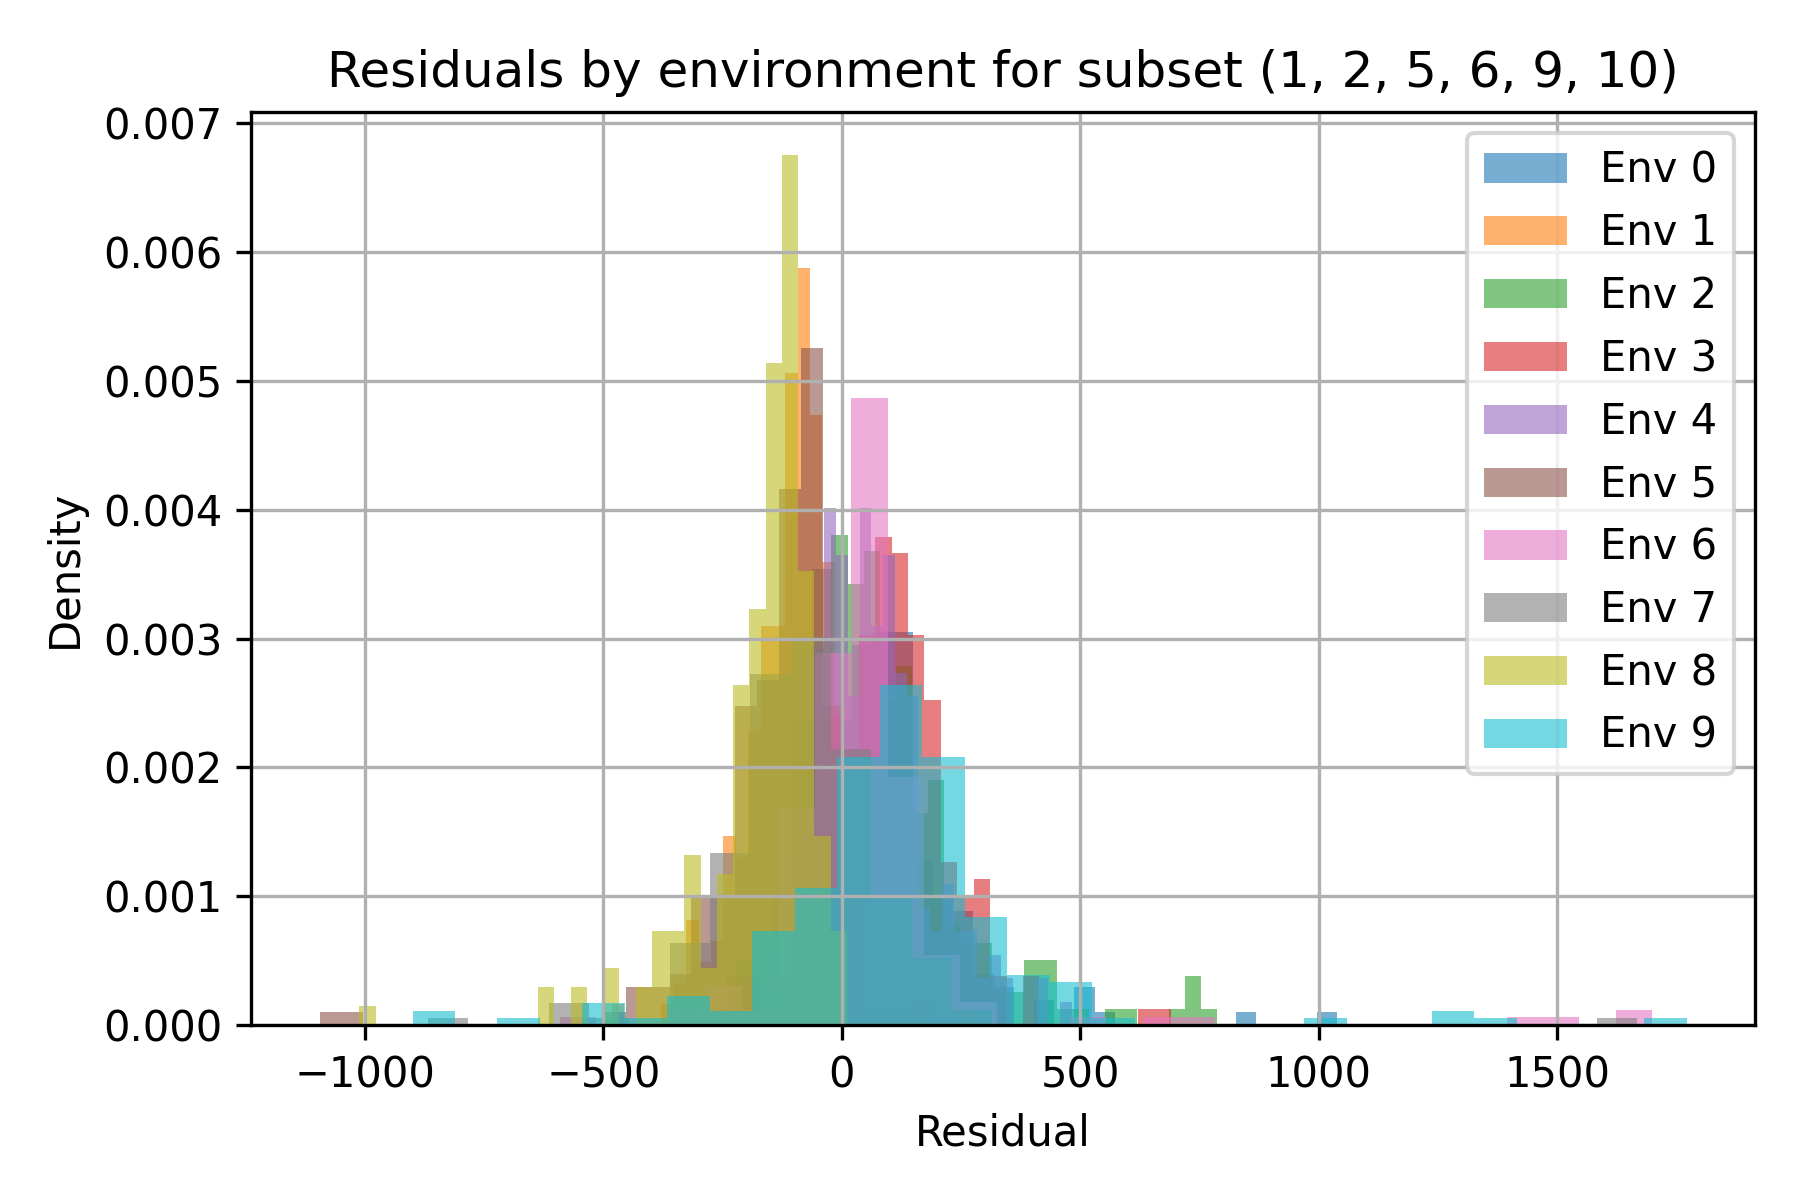 Residuals by environment for subset (1, 2, 5, 6, 9, 10)
0.007
0.006
0.005
0.004
0.003
0.002
0.001
0.000
Density
−1000
−500
0
500
1000
1500
Residual
Env 0
Env 1
Env 2
Env 3
Env 4
Env 5
Env 6
Env 7
Env 8
Env 9